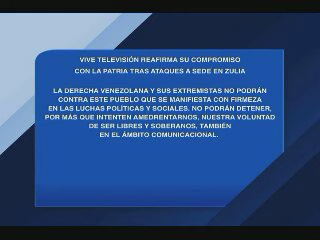 VIVE TELEVISIÓN REAFIRMA SU COMPROMISO
CON LA PATRIA TRAS ATAQUES A SEDE EN ZULIA
LA DERECHA VENEZOLANA Y SUS EXTREMISTAS NO PODRÁN
CONTRA ESTE PUEBLO QUE SE MANIFIESTA CON FIRMEZA
EN LAS LUCHAS POLÍTICAS Y SOCIALES. NO PODRÁN DETENER,
POR MÁS QUE INTENTEN AMEDRENTARNOS, NUESTRA VOLUNTAD
DE SER LIBRES Y SOBERANOS, TAMBIÉN
EN EL ÁMBITO COMUNICACIONAL.